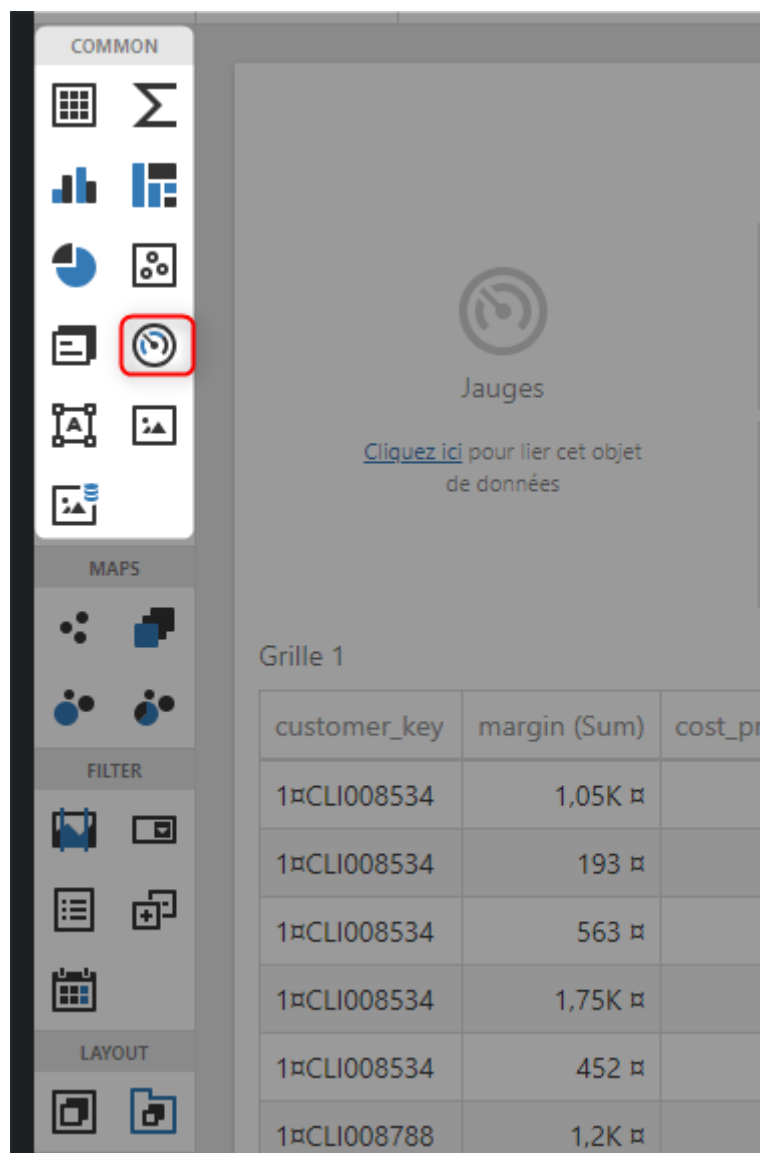 COMMON
Jauges
Cliquez ici pour lier cet objet
de données
MAPS
Grille 1
customer_key margin (Sum) cost_pr
FILTER
1¤CLI008534 1,05K ¤
1¤CLI008534 193 ¤
1¤CLI008534 563 ¤
1¤CLI008534 1,75K ¤
LAYOUT
1¤CLI008534 452 ¤
1¤CLI008788 1,2K ¤